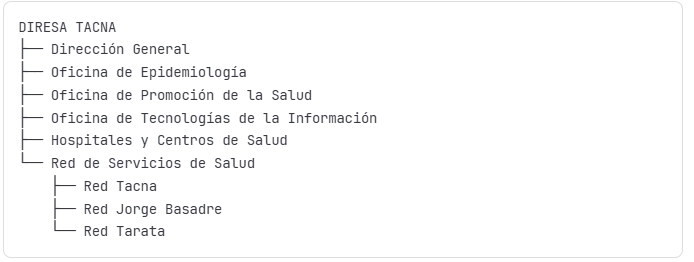 DIRESA TACNA
├── Dirección General
├── Oficina de Epidemiología
├── Oficina de Promoción de la Salud
├── Oficina de Tecnologías de la Información
├── Hospitales y Centros de Salud
└── Red de Servicios de Salud
    ├── Red Tacna
    ├── Red Jorge Basadre
    └── Red Tarata